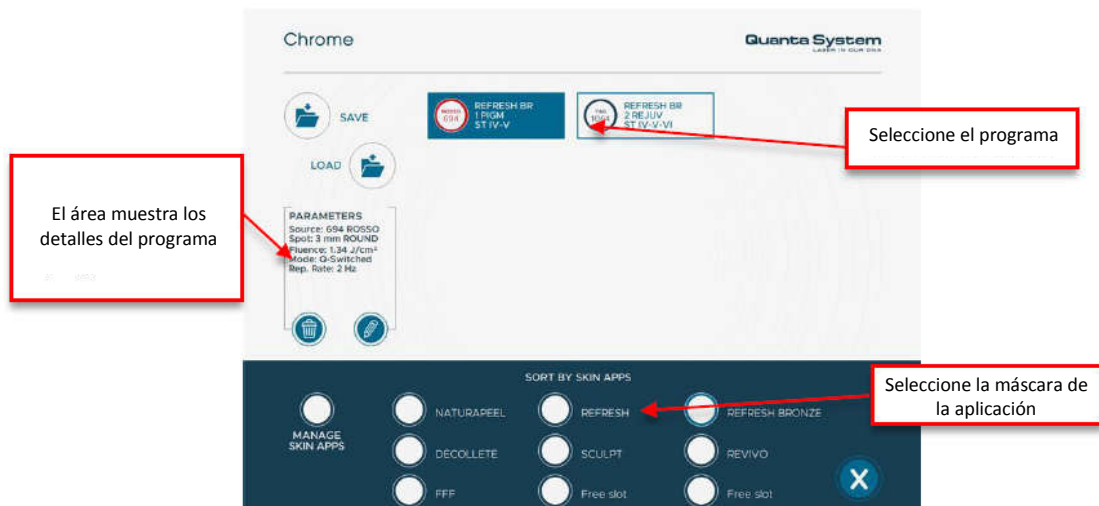 Chrome
Quanta System
LASER IN OUR DNA
SAVE
LOAD
ROSSO
694
REFRESH BR
1 PIGM
ST IV-V
YAG
1064
REFRESH BR
2 REJUV
ST IV-V-VI
Seleccione el programa
El área muestra los
detalles del programa
PARAMETERS
Source: 694 ROSSO
Spot: 3 mm ROUND
Fluence: 1.34 J/cm²
Mode: Q-Switched
Rep. Rate: 2 Hz
SORT BY SKIN APPS
Seleccione la máscara de
la aplicación
MANAGE
SKIN APPS
NATURAPEEL
REFRESH
REFRESH BRONZE
DÉCOLLETÉ
SCULPT
REVIVO
FFF
Free slot
Free slot
X